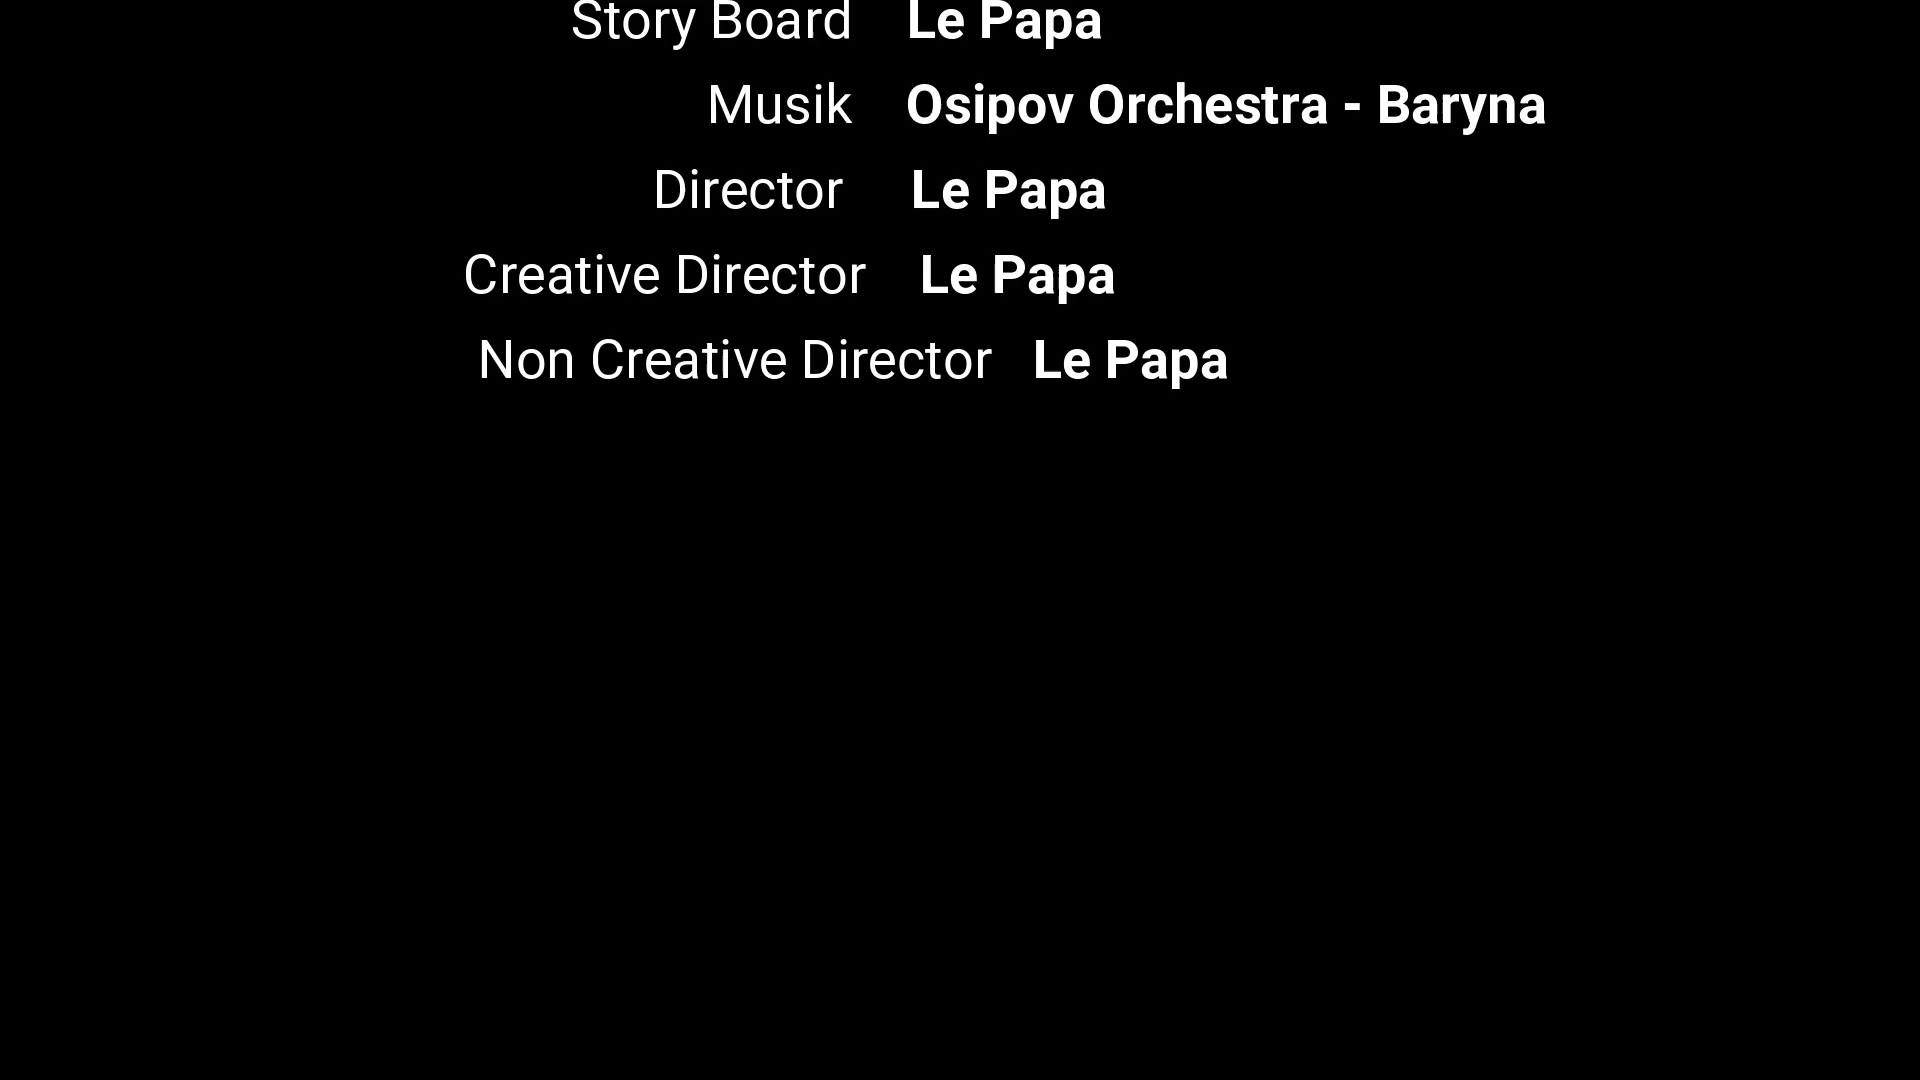 Story Board Le Papa
Musik Osipov Orchestra - Baryna
Director Le Papa
Creative Director Le Papa
Non Creative Director Le Papa